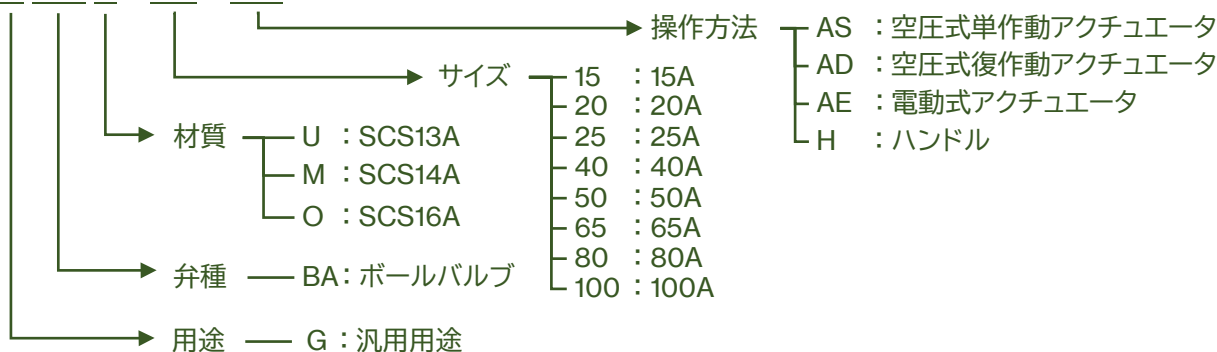 操作方法
AS ：空圧式単作動アクチュエータ
AD ：空圧式復作動アクチュエータ
AE ：電動式アクチュエータ
H ：ハンドル
サイズ
15 ：15A
20 ：20A
25 ：25A
40 ：40A
50 ：50A
65 ：65A
80 ：80A
100 ：100A
材質
U ：SCS13A
M ：SCS14A
O ：SCS16A
弁種
BA：ボールバルブ
用途
G ：汎用用途